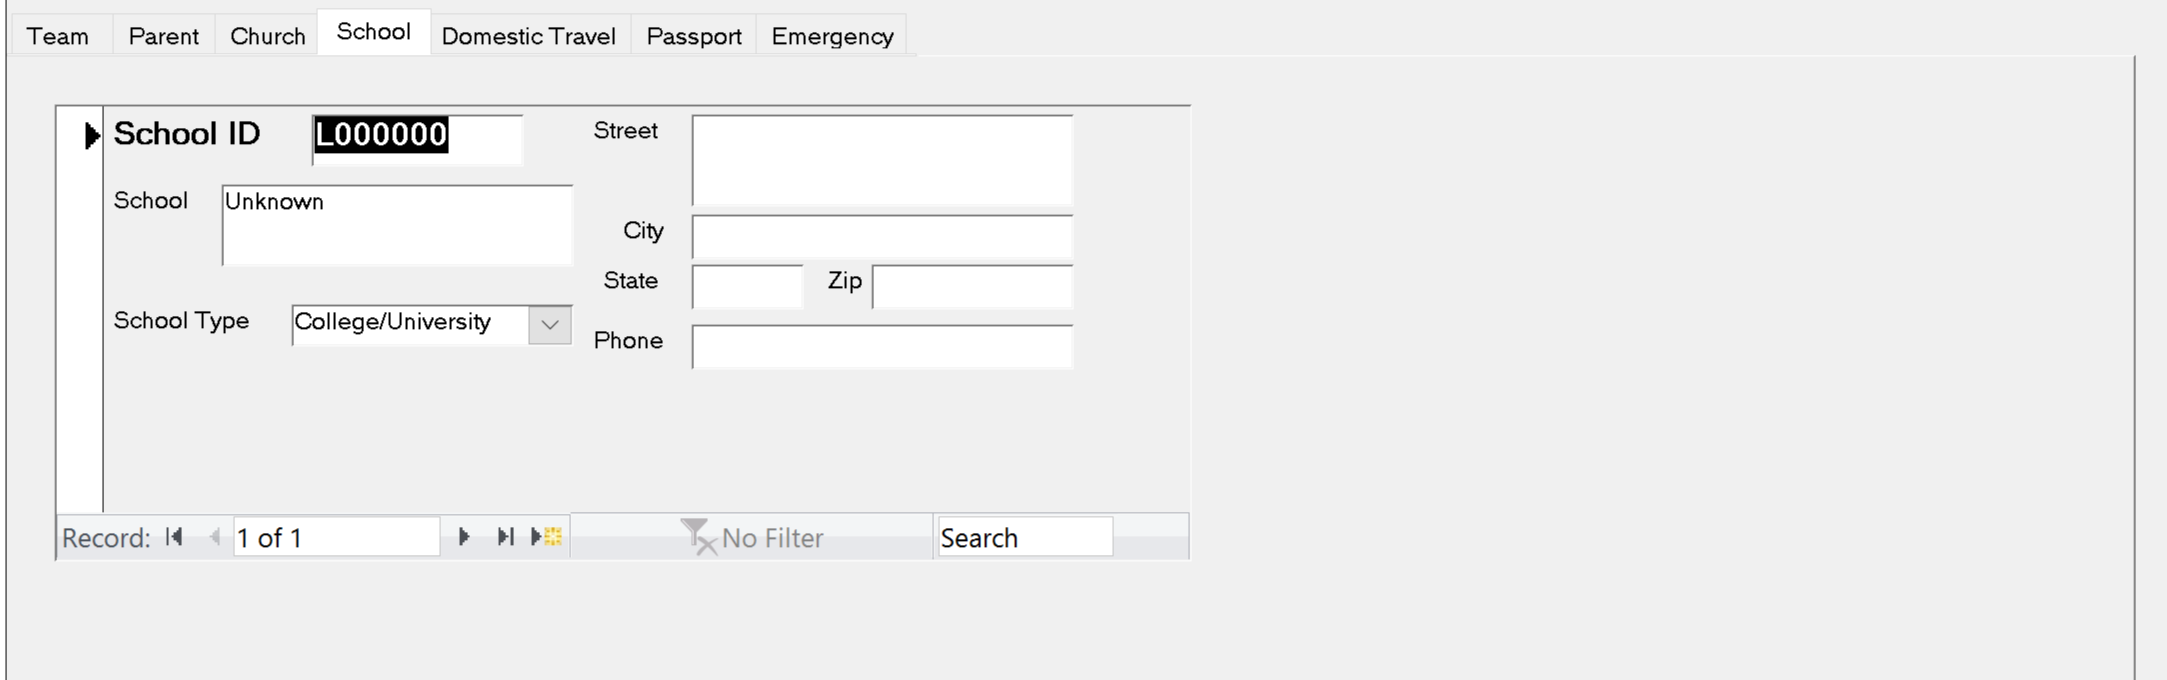 Team Parent Church School Domestic Travel Passport Emergency
School ID L000000
School Unknown
School Type College/University
Street
City
State Zip
Phone
Record: 1 of 1 No Filter Search